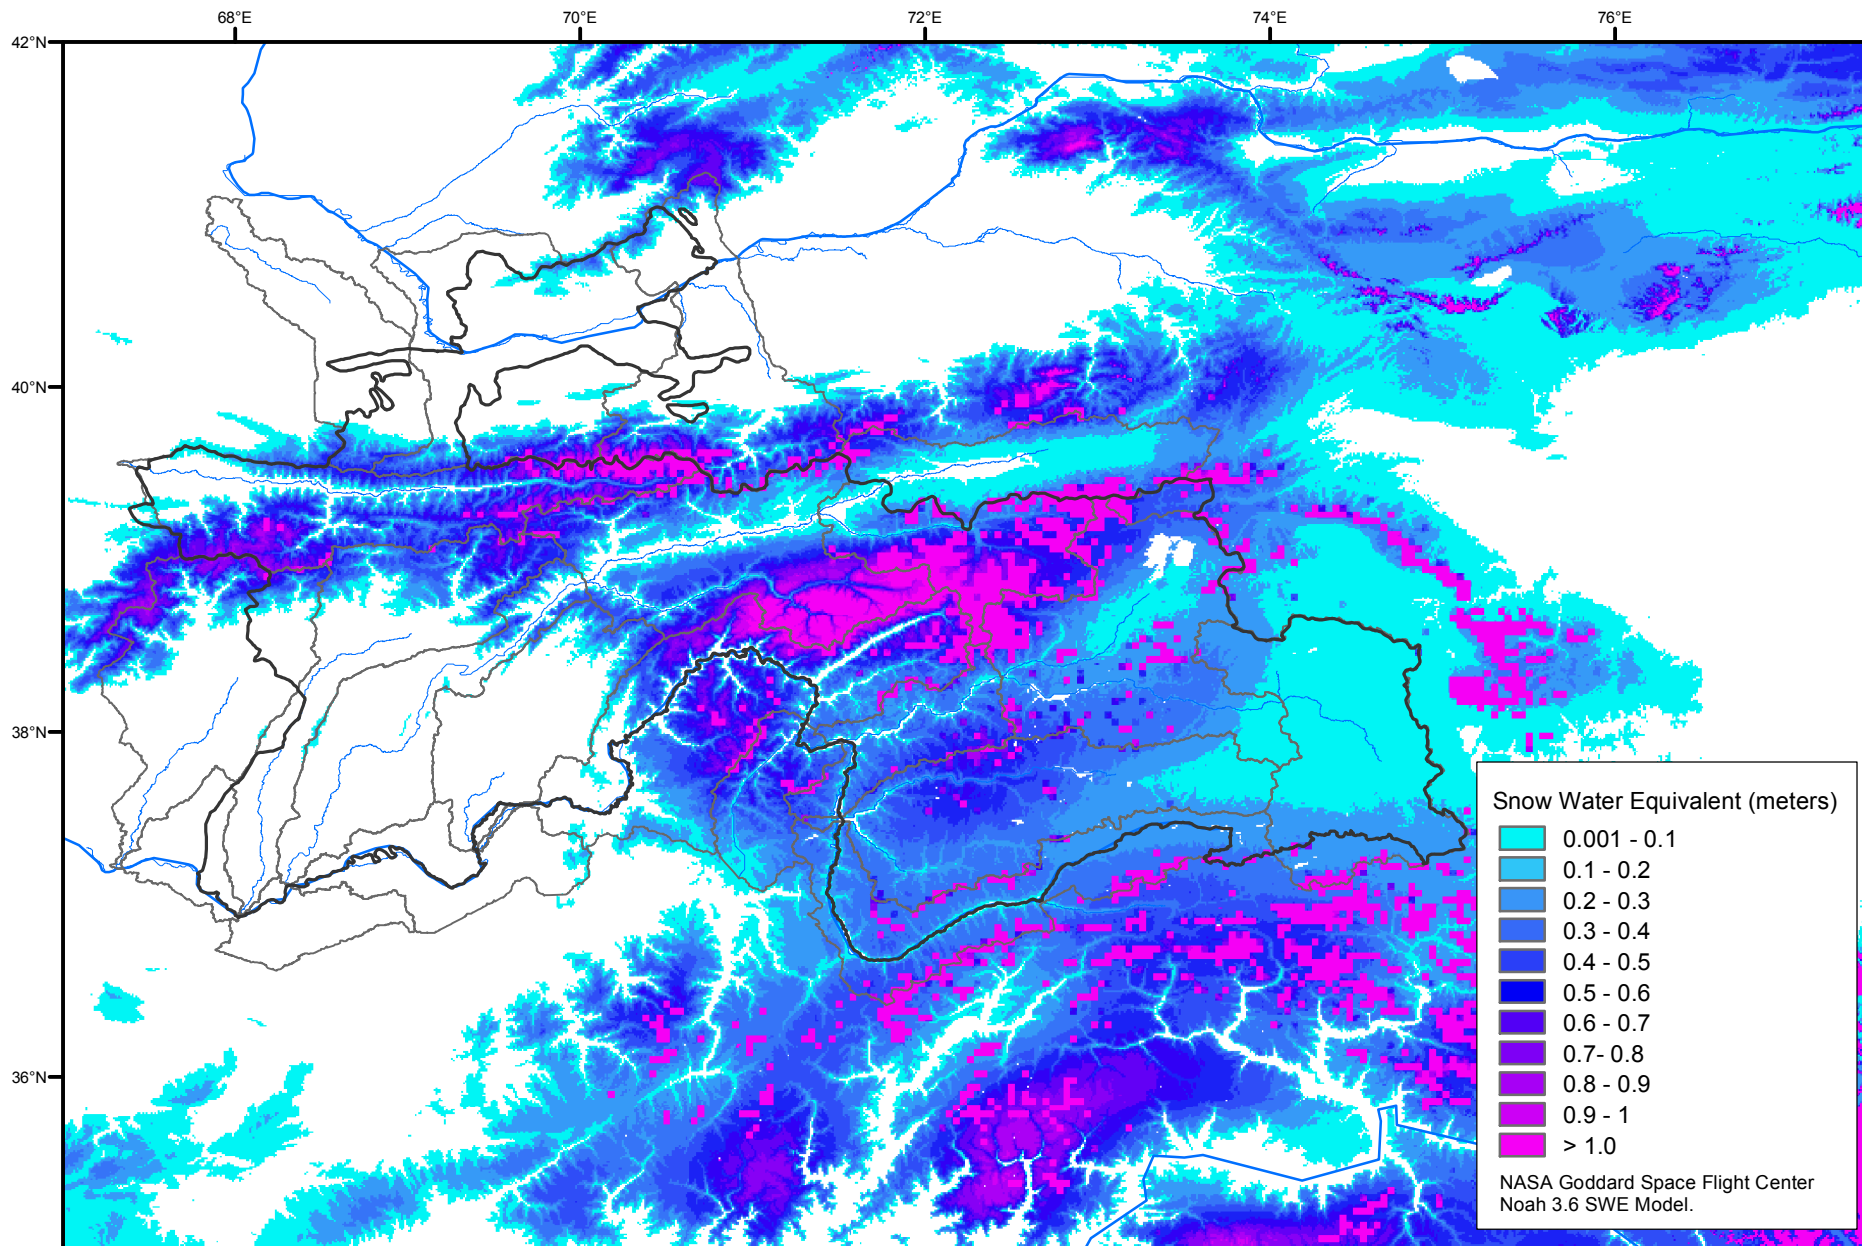 68°E
70°E
72°E
74°E
76°E
42°N
40°N
38°N
36°N
Snow Water Equivalent (meters)
0.001 - 0.1
0.1 - 0.2
0.2 - 0.3
0.3 - 0.4
0.4 - 0.5
0.5 - 0.6
0.6 - 0.7
0.7- 0.8
0.8 - 0.9
0.9 - 1
> 1.0
NASA Goddard Space Flight Center
Noah 3.6 SWE Model.